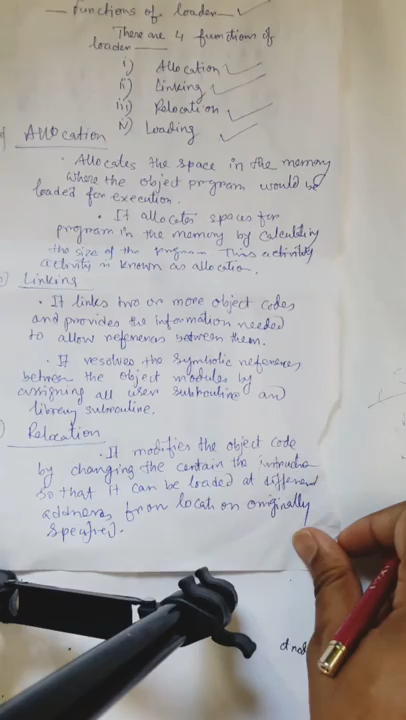 — Functions of loader —
There are 4 functions of
loader —
i) Allocation
ii) Linking
iii) Relocation
iv) Loading
Allocation
· Allocates the space in the memory
where the object program would be
loaded for execution.
· It allocates spaces for
program in the memory by calculating
the size of the program This activity
activity is known as allocation.
Linking
· It links two or more object codes
and provides the information needed
to allow references between them.
· It resolves the symbolic references
between the object modules by
assigning all user subroutine and
library subroutine.
Relocation
· It modifies the object code
by changing the certain the
so that it can be loaded at different
address from location originally
specified.